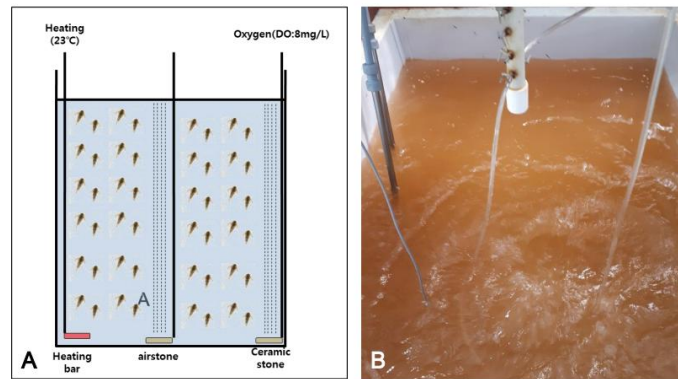 Heating
(23℃)
Oxygen(DO:8mg/L)
A
A
Heating
bar
airstone
Ceramic
stone
B